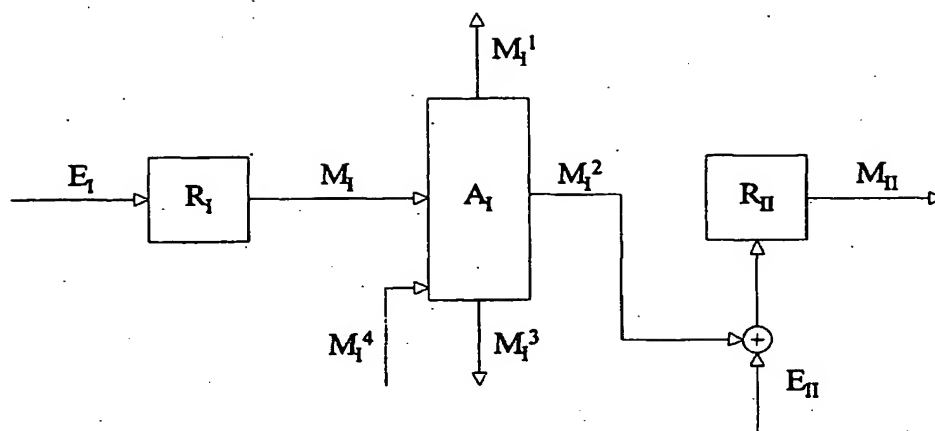 M_I^1
E_I
R_I
M_I
A_I
M_I^2
R_II
M_II
M_I^4
M_I^3
+
E_II